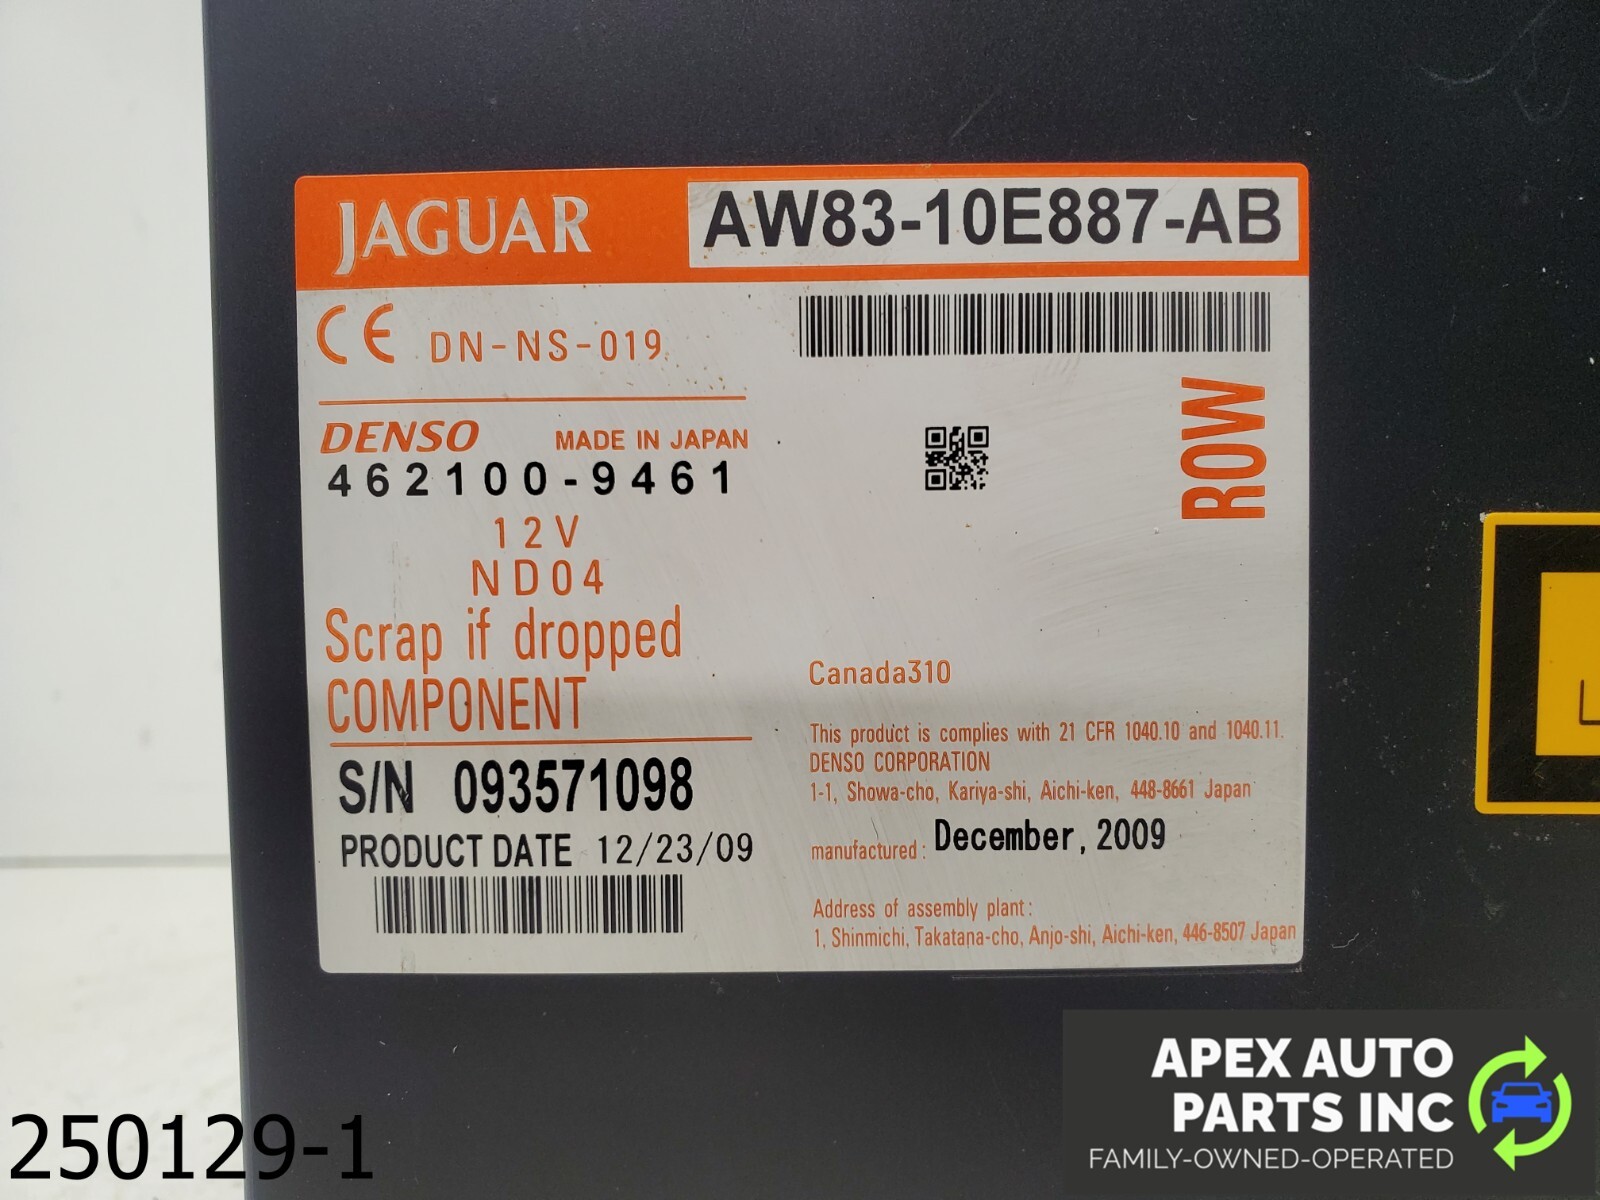 JAGUAR
AW83-10E887-AB
CE DN-NS-019
DENSO MADE IN JAPAN
462100-9461
12V
ND04
Scrap if dropped
COMPONENT
S/N 093571098
PRODUCT DATE 12/23/09
ROW
Canada310
This product is complies with 21 CFR 1040.10 and 1040.11.
DENSO CORPORATION
1-1, Showa-cho, Kariya-shi, Aichi-ken, 448-8661 Japan
manufactured: December, 2009
Address of assembly plant:
1, Shinmichi, Takatana-cho, Anjo-shi, Aichi-ken, 446-8507 Japan
250129-1
APEX AUTO
PARTS INC
FAMILY-OWNED-OPERATED